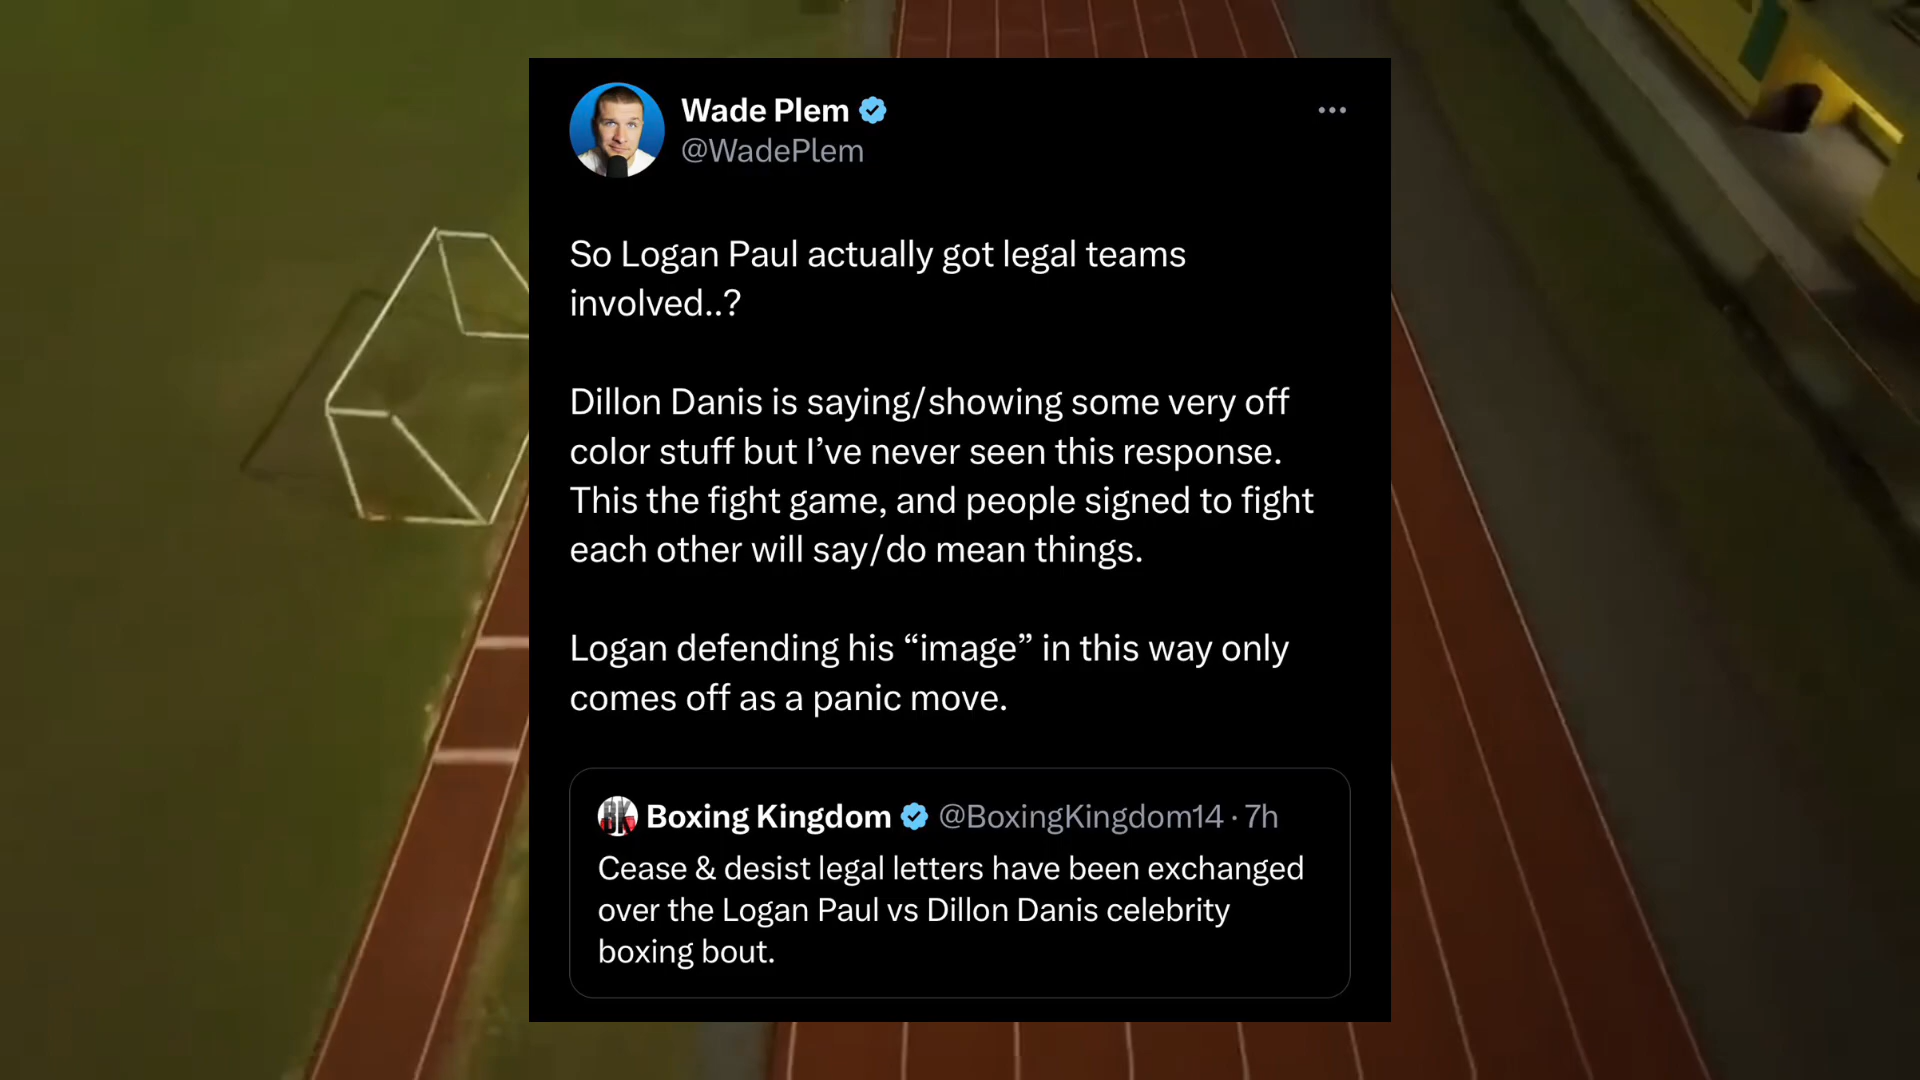 Wade Plem
@WadePlem
So Logan Paul actually got legal teams
involved..?
Dillon Danis is saying/showing some very off
color stuff but I’ve never seen this response.
This the fight game, and people signed to fight
each other will say/do mean things.
Logan defending his “image” in this way only
comes off as a panic move.
BK
Boxing Kingdom @BoxingKingdom14 · 7h
Cease & desist legal letters have been exchanged
over the Logan Paul vs Dillon Danis celebrity
boxing bout.